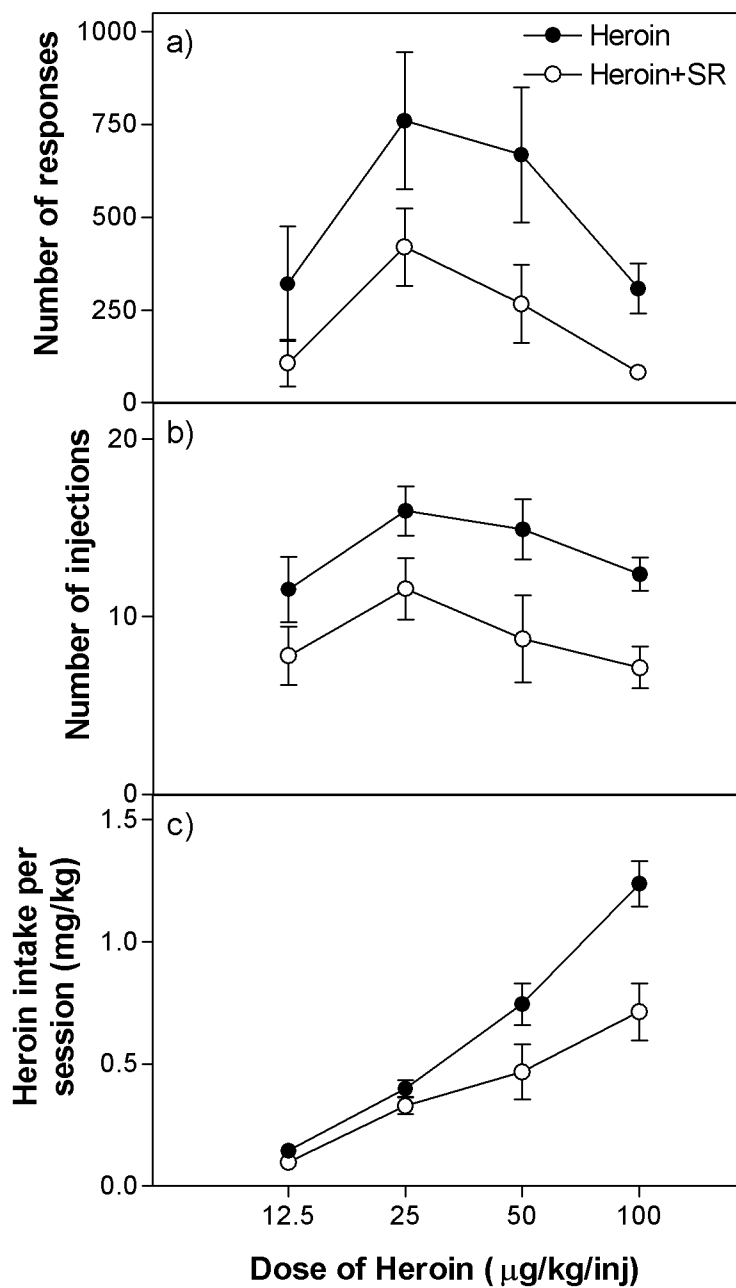 a)
Heroin
Heroin+SR
1000
750
500
250
0
Number of responses
b)
20
10
0
Number of injections
c)
1.5
1.0
0.5
0.0
Heroin intake per
session (mg/kg)
12.5 25 50 100
Dose of Heroin (μg/kg/inj)